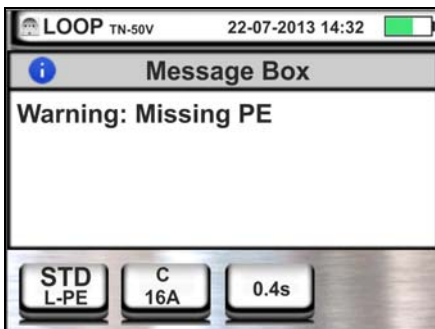 LOOP TN-50V 22-07-2013 14:32
Message Box
Warning: Missing PE
STD C
L-PE 16A 0.4s